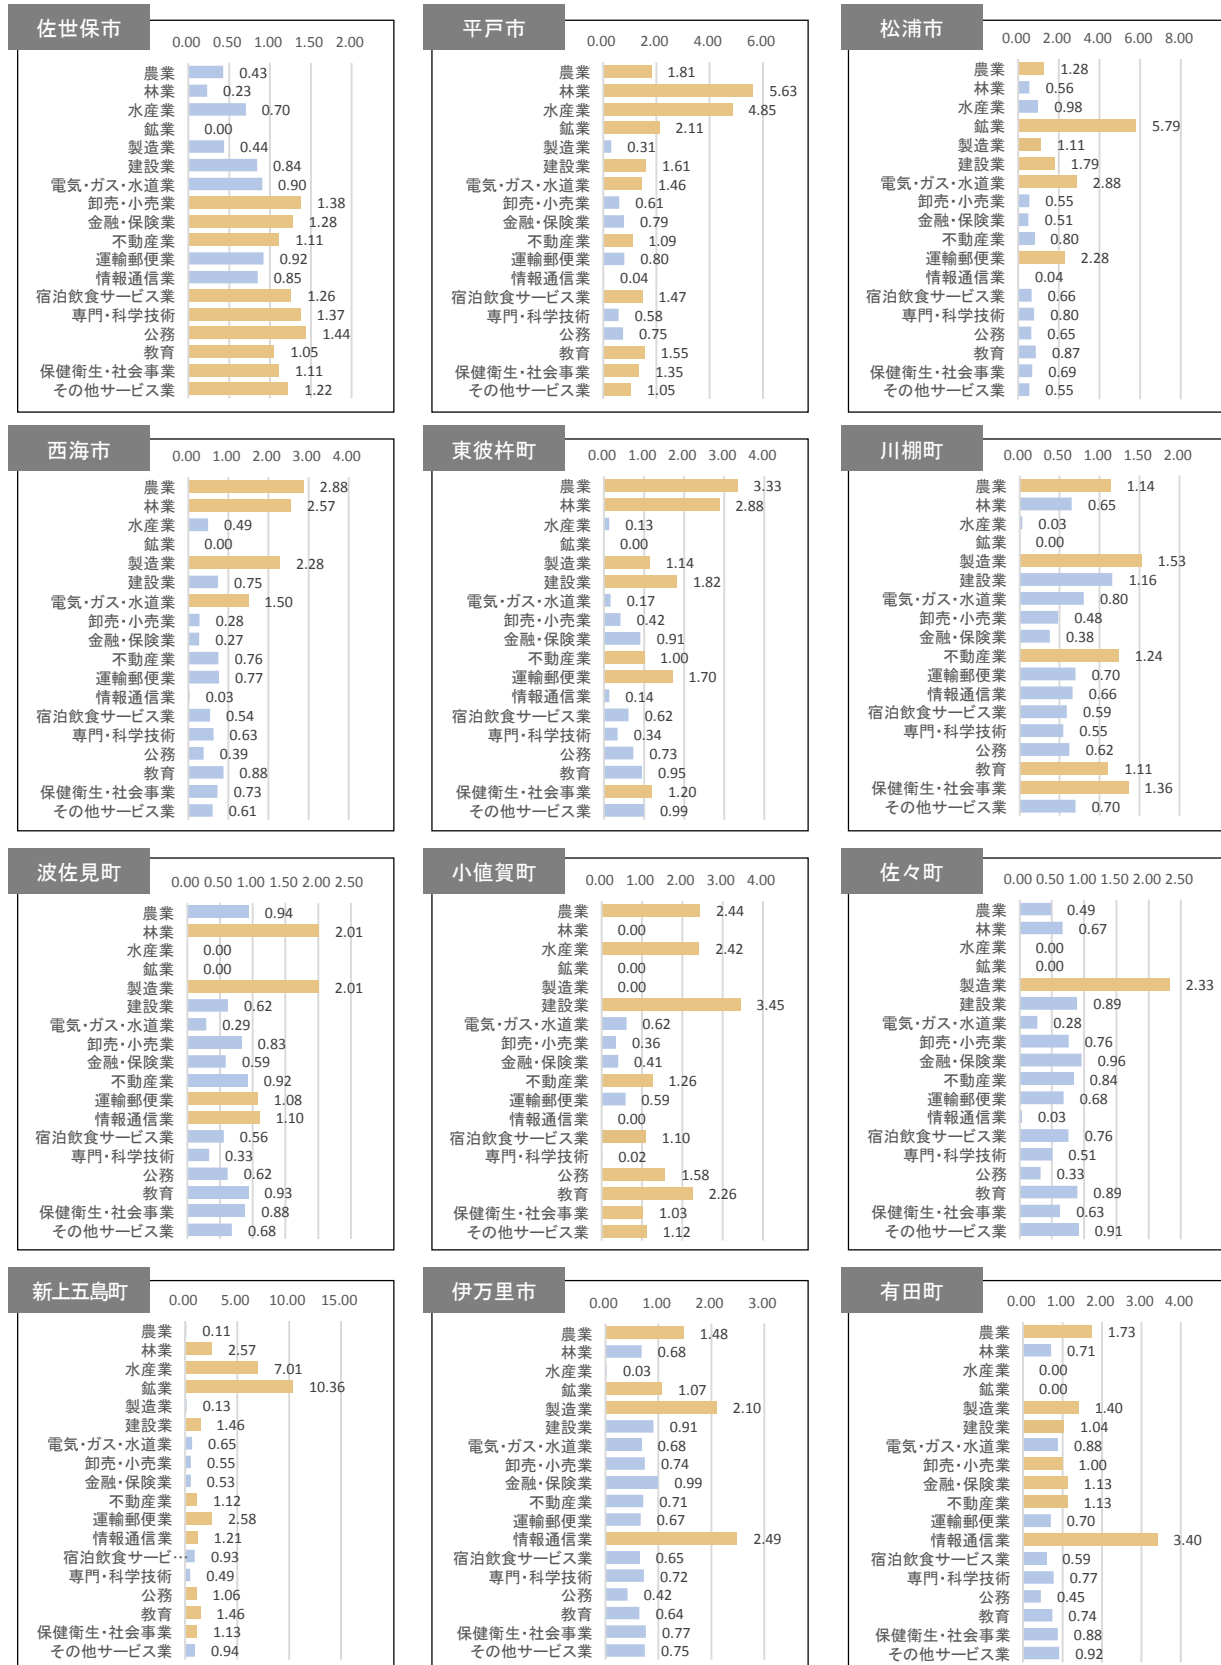 佐世保市
0.00 0.50 1.00 1.50 2.00
農業 0.43
林業 0.23
水産業 0.70
鉱業 0.00
製造業 0.44
建設業 0.84
電気・ガス・水道業 0.90
卸売・小売業 1.38
金融・保険業 1.28
不動産業 1.11
運輸郵便業 0.92
情報通信業 0.85
宿泊飲食サービス業 1.26
専門・科学技術 1.37
公務 1.44
教育 1.05
保健衛生・社会事業 1.11
その他サービス業 1.22
平戸市
0.00 2.00 4.00 6.00
農業 1.81
林業 5.63
水産業 4.85
鉱業 2.11
製造業 0.31
建設業 1.61
電気・ガス・水道業 1.46
卸売・小売業 0.61
金融・保険業 0.79
不動産業 1.09
運輸郵便業 0.80
情報通信業 0.04
宿泊飲食サービス業 1.47
専門・科学技術 0.58
公務 0.75
教育 1.55
保健衛生・社会事業 1.35
その他サービス業 1.05
松浦市
0.00 2.00 4.00 6.00 8.00
農業 1.28
林業 0.56
水産業 0.98
鉱業 5.79
製造業 1.11
建設業 1.79
電気・ガス・水道業 2.88
卸売・小売業 0.55
金融・保険業 0.51
不動産業 0.80
運輸郵便業 2.28
情報通信業 0.04
宿泊飲食サービス業 0.66
専門・科学技術 0.80
公務 0.65
教育 0.87
保健衛生・社会事業 0.69
その他サービス業 0.55
西海市
0.00 1.00 2.00 3.00 4.00
農業 2.88
林業 2.57
水産業 0.49
鉱業 0.00
製造業 2.28
建設業 0.75
電気・ガス・水道業 1.50
卸売・小売業 0.28
金融・保険業 0.27
不動産業 0.76
運輸郵便業 0.77
情報通信業 0.03
宿泊飲食サービス業 0.54
専門・科学技術 0.63
公務 0.39
教育 0.88
保健衛生・社会事業 0.73
その他サービス業 0.61
東彼杵町
0.00 1.00 2.00 3.00 4.00
農業 3.33
林業 2.88
水産業 0.13
鉱業 0.00
製造業 1.14
建設業 1.82
電気・ガス・水道業 0.17
卸売・小売業 0.42
金融・保険業 0.91
不動産業 1.00
運輸郵便業 1.70
情報通信業 0.14
宿泊飲食サービス業 0.62
専門・科学技術 0.34
公務 0.73
教育 0.95
保健衛生・社会事業 1.20
その他サービス業 0.99
川棚町
0.00 0.50 1.00 1.50 2.00
農業 1.14
林業 0.65
水産業 0.03
鉱業 0.00
製造業 1.53
建設業 1.16
電気・ガス・水道業 0.80
卸売・小売業 0.48
金融・保険業 0.38
不動産業 1.24
運輸郵便業 0.70
情報通信業 0.66
宿泊飲食サービス業 0.59
専門・科学技術 0.55
公務 0.62
教育 1.11
保健衛生・社会事業 1.36
その他サービス業 0.70
波佐見町
0.00 0.50 1.00 1.50 2.00 2.50
農業 0.94
林業 2.01
水産業 0.00
鉱業 0.00
製造業 2.01
建設業 0.62
電気・ガス・水道業 0.29
卸売・小売業 0.83
金融・保険業 0.59
不動産業 0.92
運輸郵便業 1.08
情報通信業 1.10
宿泊飲食サービス業 0.56
専門・科学技術 0.33
公務 0.62
教育 0.93
保健衛生・社会事業 0.88
その他サービス業 0.68
小値賀町
0.00 1.00 2.00 3.00 4.00
農業 2.44
林業 0.00
水産業 2.42
鉱業 0.00
製造業 0.00
建設業 3.45
電気・ガス・水道業 0.62
卸売・小売業 0.36
金融・保険業 0.41
不動産業 1.26
運輸郵便業 0.59
情報通信業 0.00
宿泊飲食サービス業 1.10
専門・科学技術 0.02
公務 1.58
教育 2.26
保健衛生・社会事業 1.03
その他サービス業 1.12
佐々町
0.00 0.50 1.00 1.50 2.00 2.50
農業 0.49
林業 0.67
水産業 0.00
鉱業 0.00
製造業 2.33
建設業 0.89
電気・ガス・水道業 0.28
卸売・小売業 0.76
金融・保険業 0.96
不動産業 0.84
運輸郵便業 0.68
情報通信業 0.03
宿泊飲食サービス業 0.76
専門・科学技術 0.51
公務 0.33
教育 0.89
保健衛生・社会事業 0.63
その他サービス業 0.91
新上五島町
0.00 5.00 10.00 15.00
農業 0.11
林業 2.57
水産業 7.01
鉱業 10.36
製造業 0.13
建設業 1.46
電気・ガス・水道業 0.65
卸売・小売業 0.55
金融・保険業 0.53
不動産業 1.12
運輸郵便業 2.58
情報通信業 1.21
宿泊飲食サービ… 0.93
専門・科学技術 0.49
公務 1.06
教育 1.46
保健衛生・社会事業 1.13
その他サービス業 0.94
伊万里市
0.00 1.00 2.00 3.00
農業 1.48
林業 0.68
水産業 0.03
鉱業 1.07
製造業 2.10
建設業 0.91
電気・ガス・水道業 0.68
卸売・小売業 0.74
金融・保険業 0.99
不動産業 0.71
運輸郵便業 0.67
情報通信業 2.49
宿泊飲食サービス業 0.65
専門・科学技術 0.72
公務 0.42
教育 0.64
保健衛生・社会事業 0.77
その他サービス業 0.75
有田町
0.00 1.00 2.00 3.00 4.00
農業 1.73
林業 0.71
水産業 0.00
鉱業 0.00
製造業 1.40
建設業 1.04
電気・ガス・水道業 0.88
卸売・小売業 1.00
金融・保険業 1.13
不動産業 1.13
運輸郵便業 0.70
情報通信業 3.40
宿泊飲食サービス業 0.59
専門・科学技術 0.77
公務 0.45
教育 0.74
保健衛生・社会事業 0.88
その他サービス業 0.92